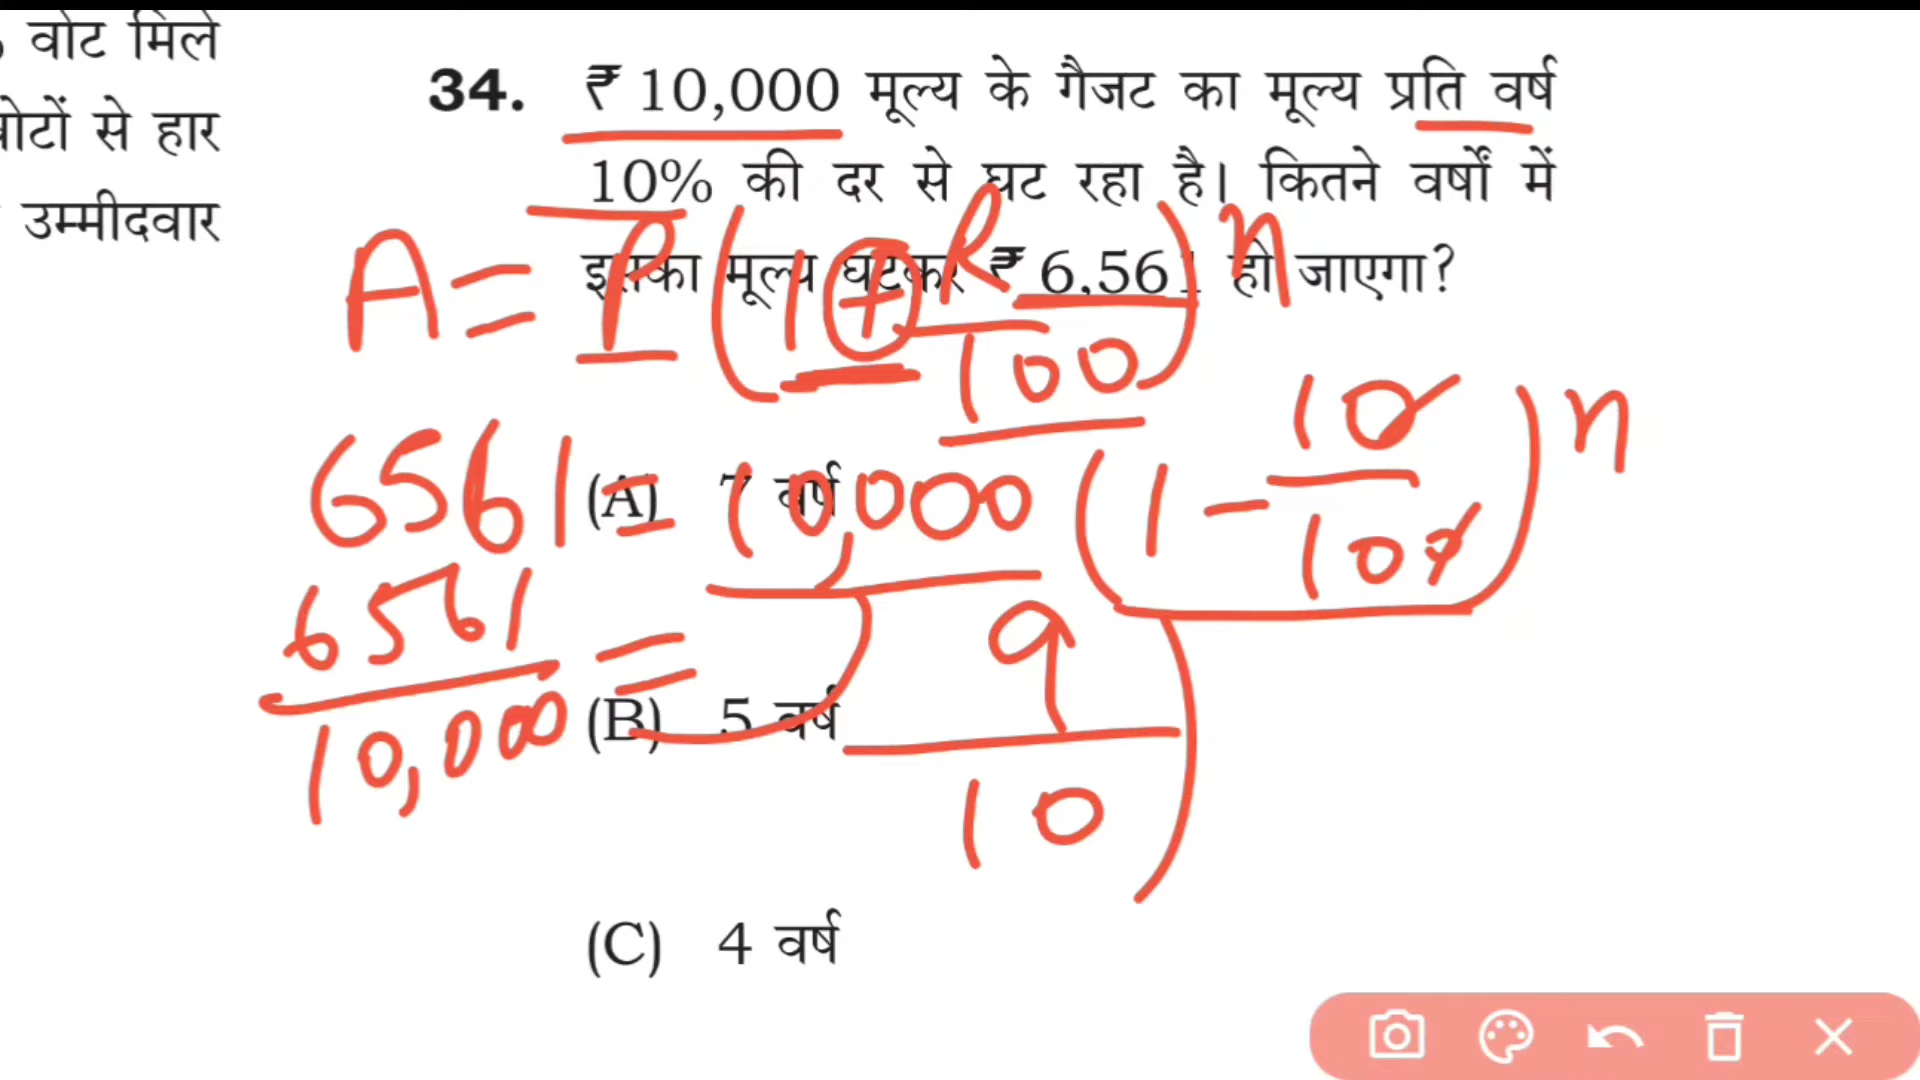 वोट मिले
वोटों से हार
उम्मीदवार
34. ₹ 10,000 मूल्य के गैजट का मूल्य प्रति वर्ष
10% की दर से घट रहा है। कितने वर्षों में
इसका मूल्य घटकर ₹ 6,561 हो जाएगा?
A = P (1 + R/100)^n
6561 = 10,000 (1 - 10/100)^n
(A) 7 वर्ष
6561/10,000 = (9/10)
(B) 5 वर्ष
(C) 4 वर्ष